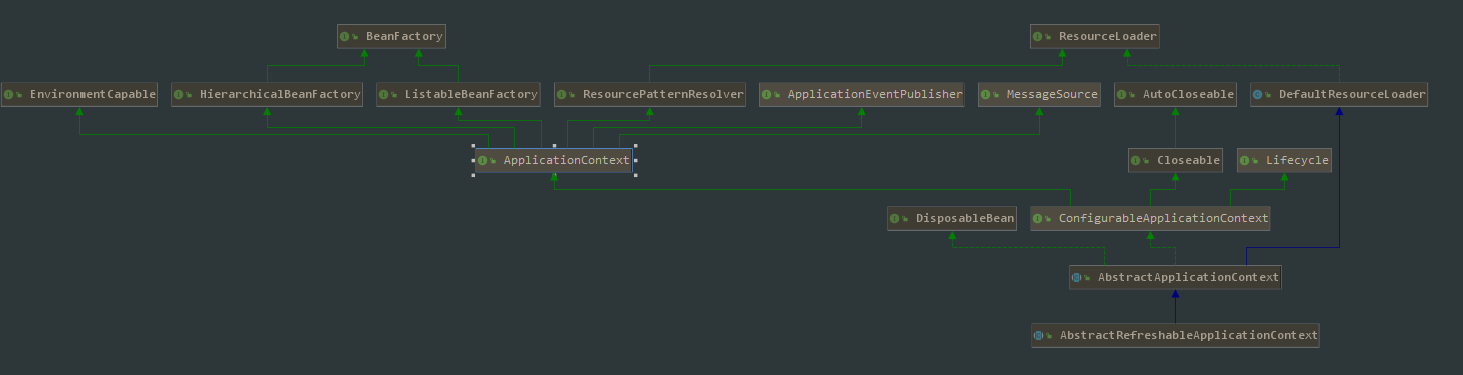 BeanFactory
ResourceLoader
EnvironmentCapable
HierarchicalBeanFactory
ListableBeanFactory
ResourcePatternResolver
ApplicationEventPublisher
MessageSource
AutoCloseable
DefaultResourceLoader
ApplicationContext
Closeable
Lifecycle
DisposableBean
ConfigurableApplicationContext
AbstractApplicationContext
AbstractRefreshableApplicationContext